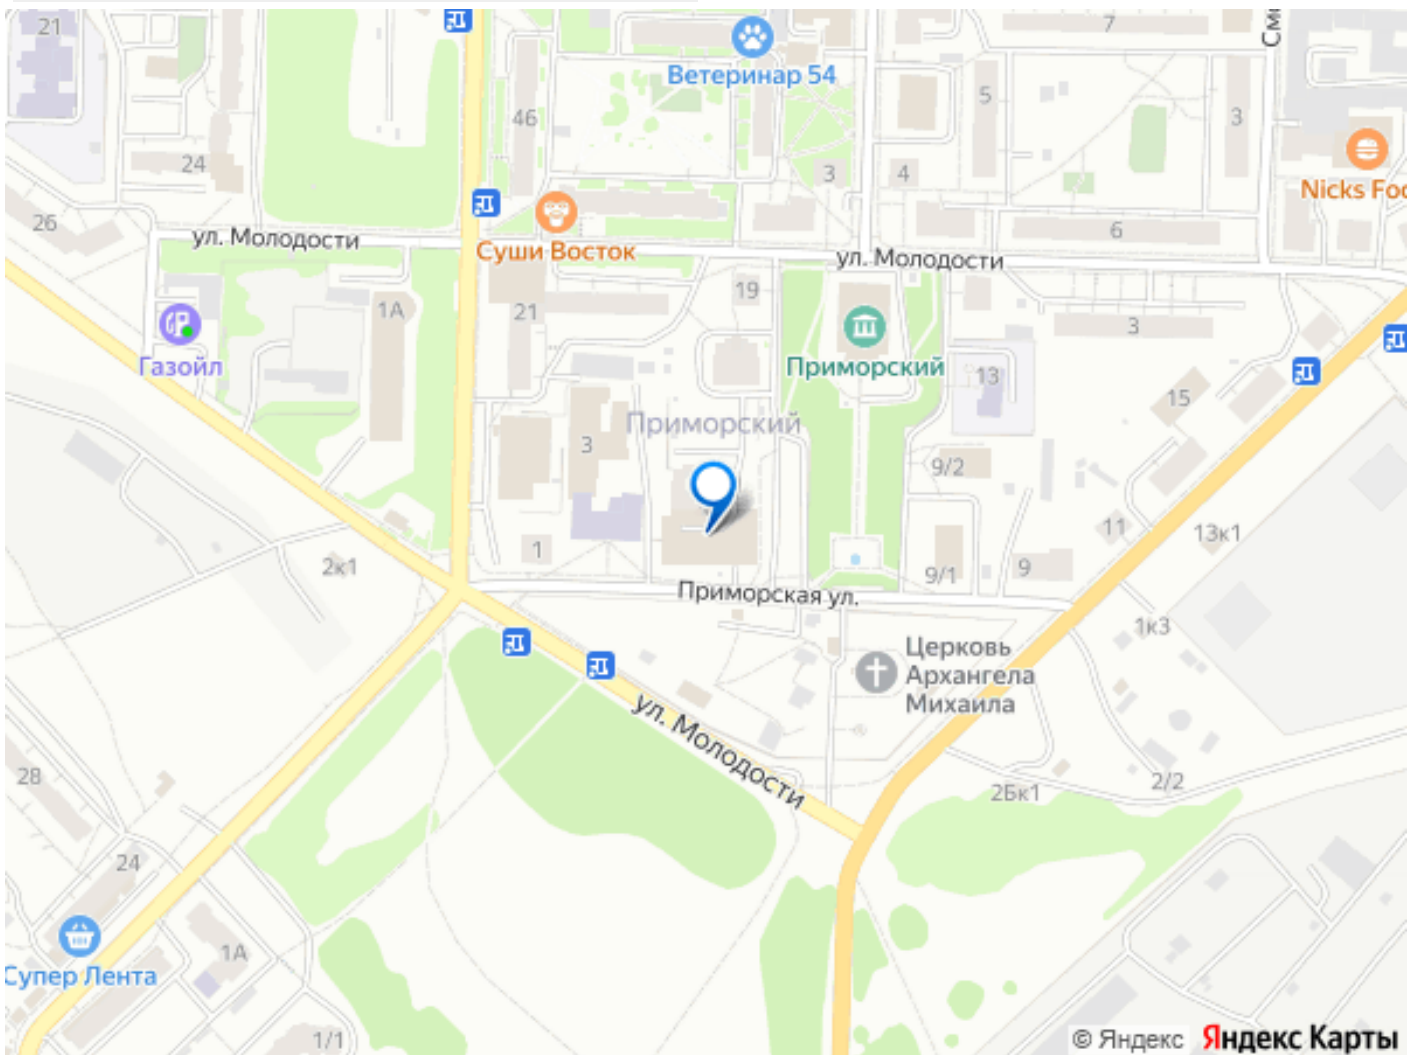 21
7
Ветеринар 54
46
5
3
24
3
4
Nicks Foo
26
6
ул. Молодости
Суши Восток
ул. Молодости
19
1А
21
3
Газойл
Приморский
13
15
Приморский
3
9/2
11
13к1
1
2к1
9/1
9
Приморская ул.
1к3
Церковь
Архангела
Михаила
ул. Молодости
28
2/2
2Бк1
24
1А
Супер Лента
1/1
© Яндекс Яндекс Карты